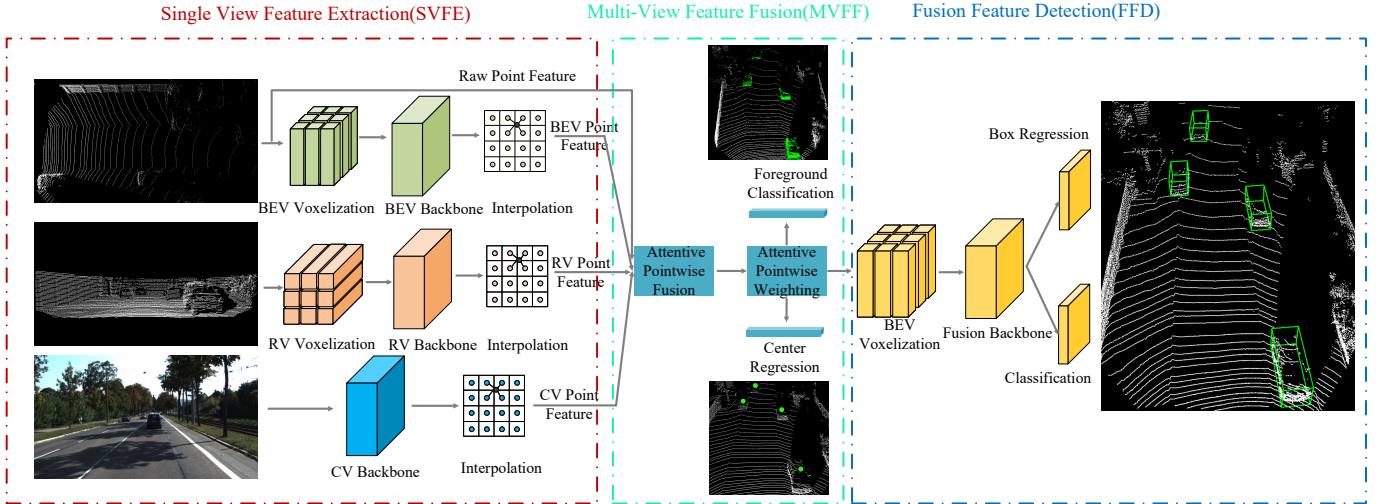 Single View Feature Extraction(SVFE)
Multi-View Feature Fusion(MVFF)
Fusion Feature Detection(FFD)
Raw Point Feature
BEV Point
Feature
BEV Voxelization
BEV Backbone
Interpolation
RV Point
Feature
RV Voxelization
RV Backbone
Interpolation
CV Point
Feature
CV Backbone
Interpolation
Foreground
Classification
Attentive
Pointwise
Fusion
Attentive
Pointwise
Weighting
Center
Regression
BEV
Voxelization
Fusion Backbone
Box Regression
Classification